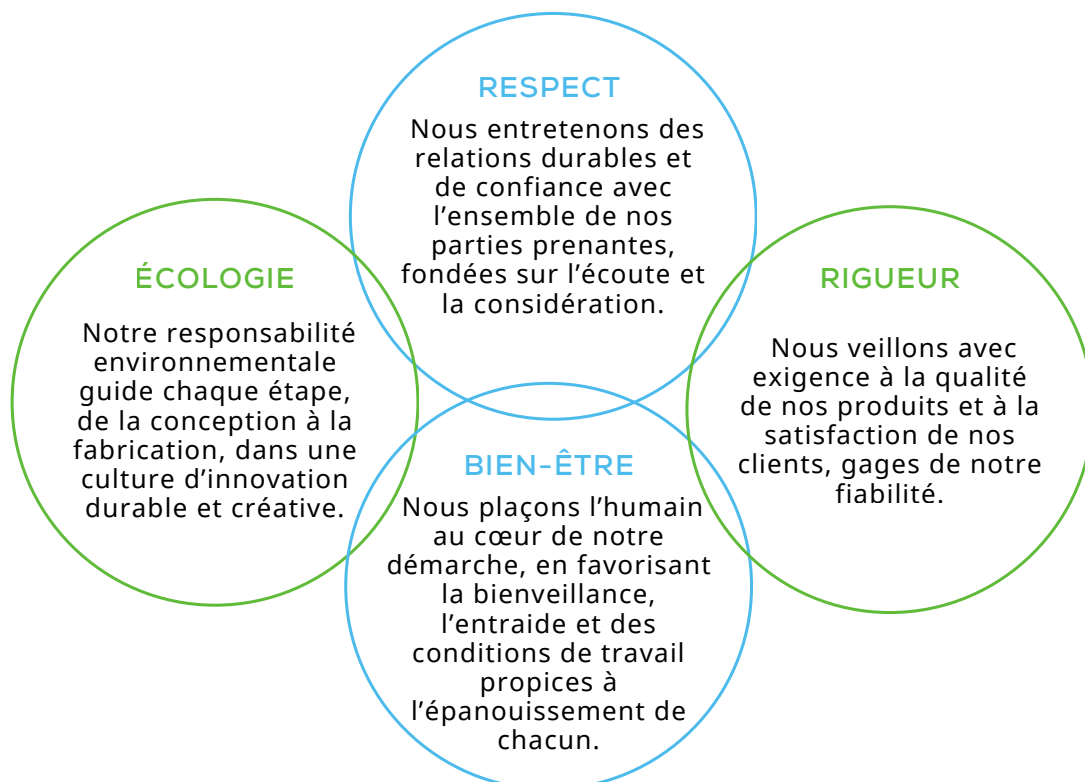 RESPECT
Nous entretenons des
relations durables et
de confiance avec
l’ensemble de nos
parties prenantes,
fondées sur l’écoute et
la considération.
ÉCOLOGIE
Notre responsabilité
environnementale
guide chaque étape,
de la conception à la
fabrication, dans une
culture d’innovation
durable et créative.
RIGUEUR
Nous veillons avec
exigence à la qualité
de nos produits et à la
satisfaction de nos
clients, gages de notre
fiabilité.
BIEN-ÊTRE
Nous plaçons l’humain
au cœur de notre
démarche, en favorisant
la bienveillance,
l’entraide et des
conditions de travail
propices à
l’épanouissement de
chacun.